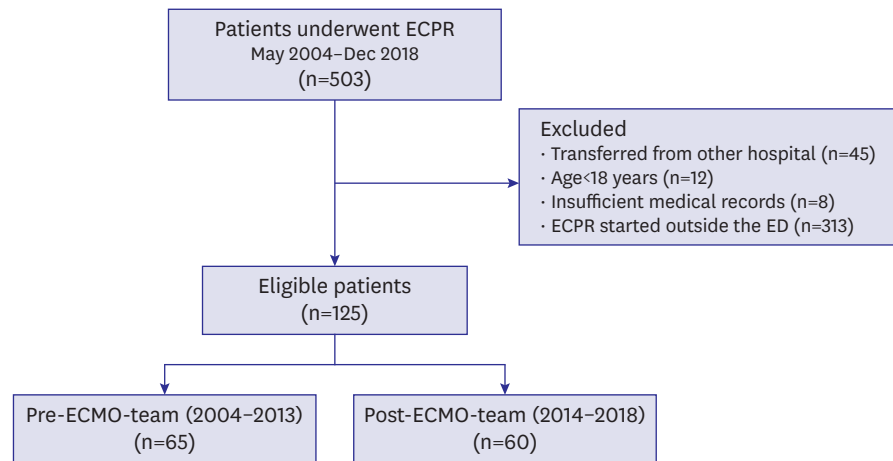 Patients underwent ECPR
May 2004–Dec 2018
(n=503)
Excluded
· Transferred from other hospital (n=45)
· Age<18 years (n=12)
· Insufficient medical records (n=8)
· ECPR started outside the ED (n=313)
Eligible patients
(n=125)
Pre-ECMO-team (2004–2013)
(n=65)
Post-ECMO-team (2014–2018)
(n=60)